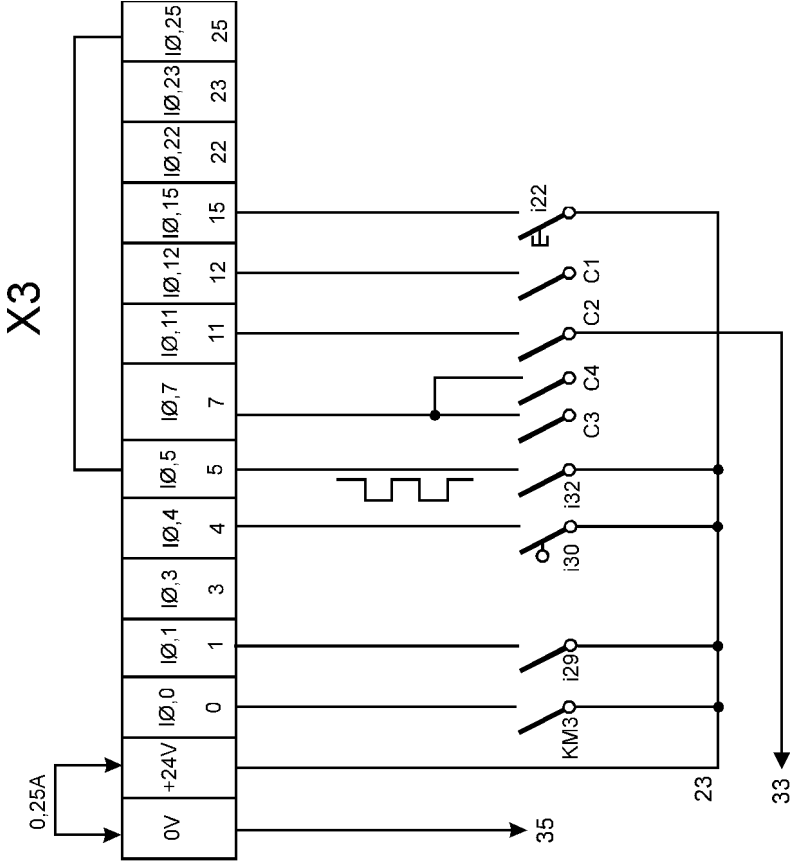 X3
0,25A
0V
+24V
IØ,0
0
IØ,1
1
IØ,3
3
IØ,4
4
IØ,5
5
IØ,7
7
IØ,11
11
IØ,12
12
IØ,15
15
IØ,22
22
IØ,23
23
IØ,25
25
KM3
i29
i30
i32
C3
C4
C2
C1
i22
35
23
33